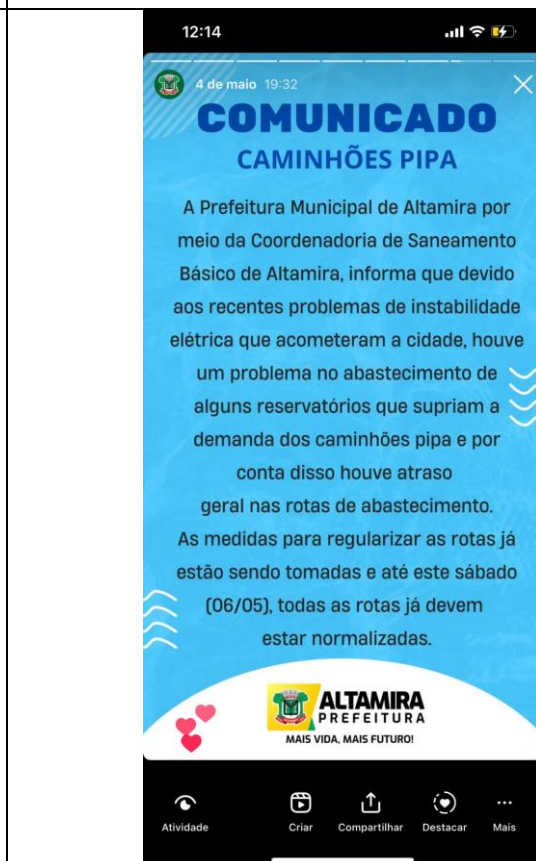 12:14
4 de maio 19:32
COMUNICADO
CAMINHÕES PIPA
A Prefeitura Municipal de Altamira por
meio da Coordenadoria de Saneamento
Básico de Altamira, informa que devido
aos recentes problemas de instabilidade
elétrica que acometeram a cidade, houve
um problema no abastecimento de
alguns reservatórios que supriam a
demanda dos caminhões pipa e por
conta disso houve atraso
geral nas rotas de abastecimento.
As medidas para regularizar as rotas já
estão sendo tomadas e até este sábado
(06/05), todas as rotas já devem
estar normalizadas.
ALTAMIRA
PREFEITURA
MAIS VIDA, MAIS FUTURO!
Atividade Criar Compartilhar Destacar Mais